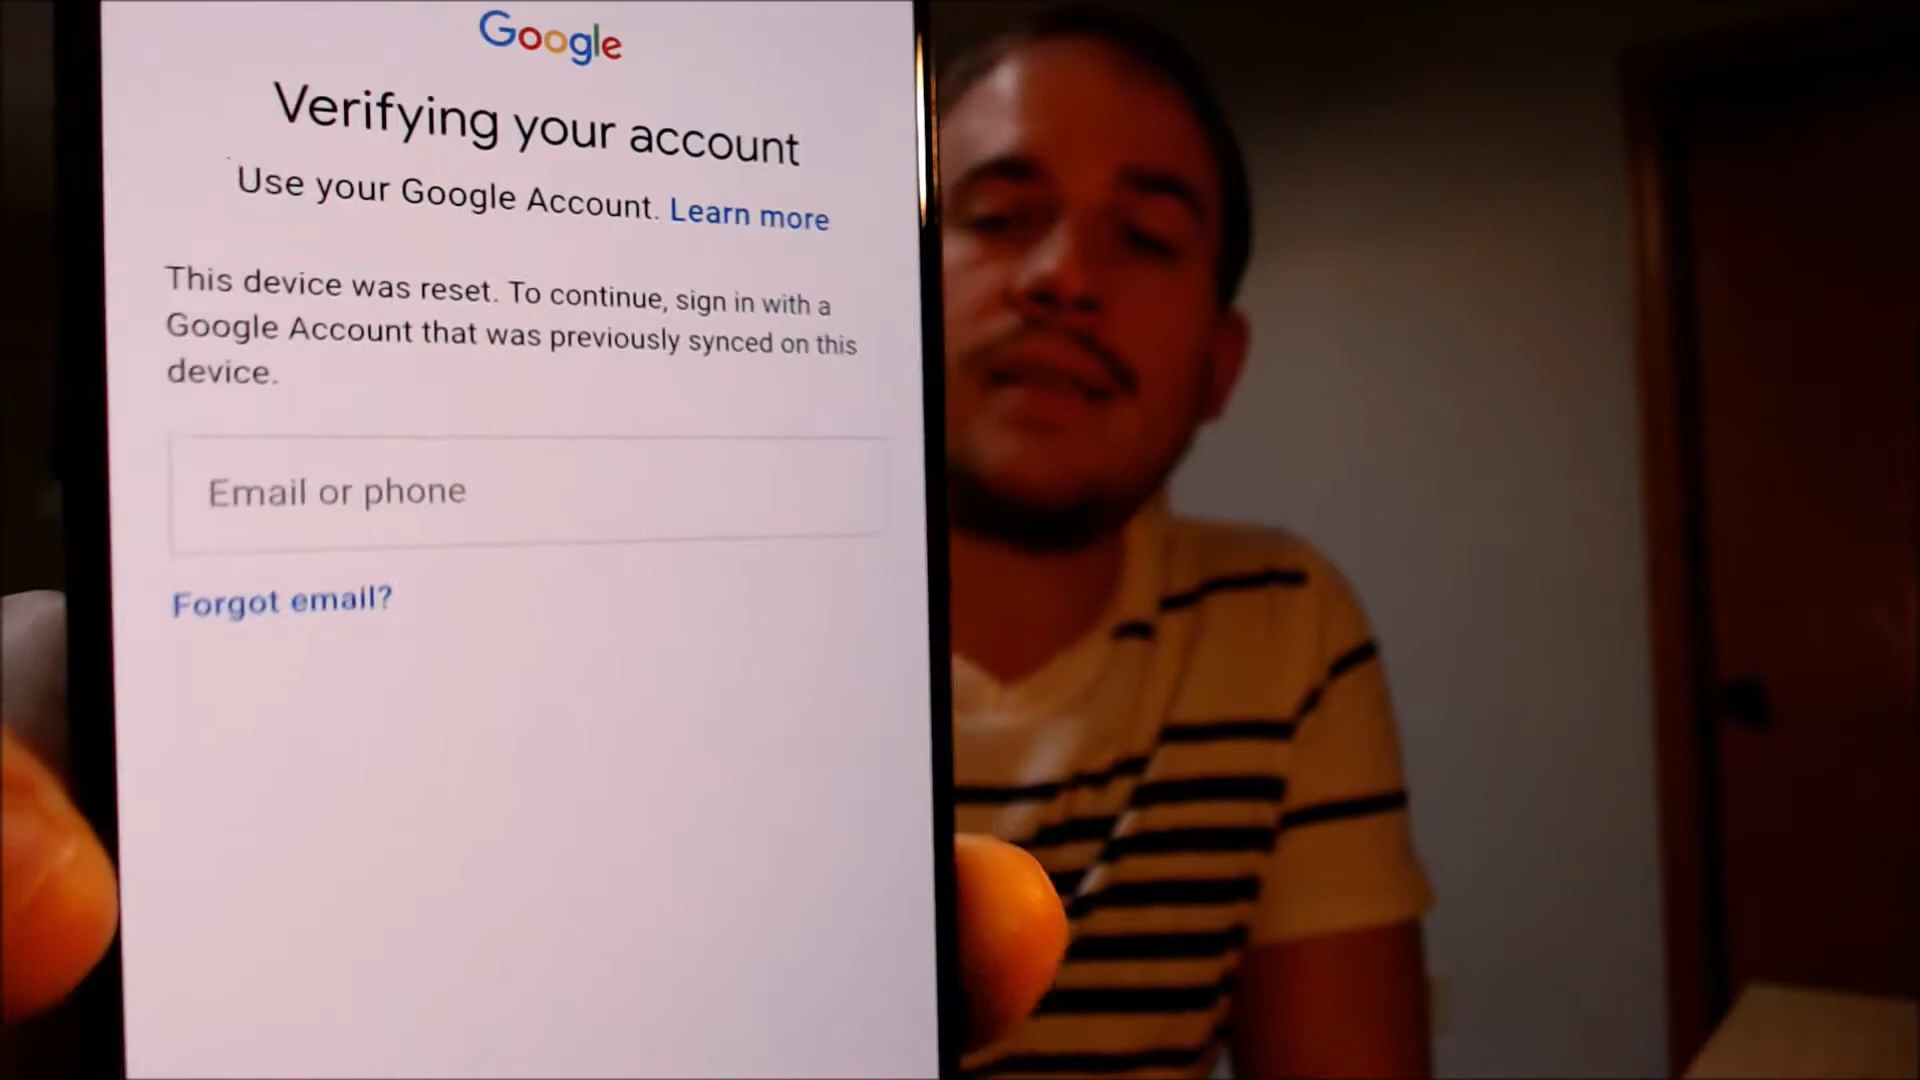 Google
Verifying your account
Use your Google Account. Learn more
This device was reset. To continue, sign in with a
Google Account that was previously synced on this
device.
Email or phone
Forgot email?